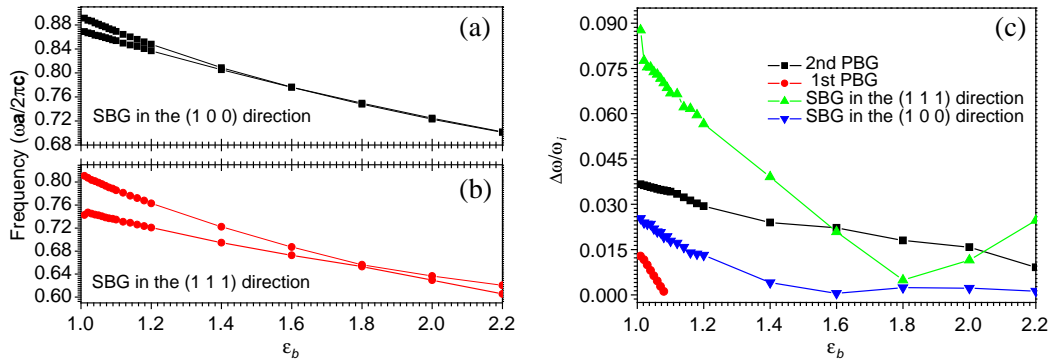 0.88
0.84
0.80
0.76
0.72
0.68
(a)
SBG in the (1 0 0) direction
Frequency (ωa/2πc)
0.80
0.76
0.72
0.68
0.64
0.60
(b)
SBG in the (1 1 1) direction
1.0 1.2 1.4 1.6 1.8 2.0 2.2
ε_b
0.090
0.075
0.060
0.045
0.030
0.015
0.000
Δω/ω_i
(c)
2nd PBG
1st PBG
SBG in the (1 1 1) direction
SBG in the (1 0 0) direction
1.0 1.2 1.4 1.6 1.8 2.0 2.2
ε_b